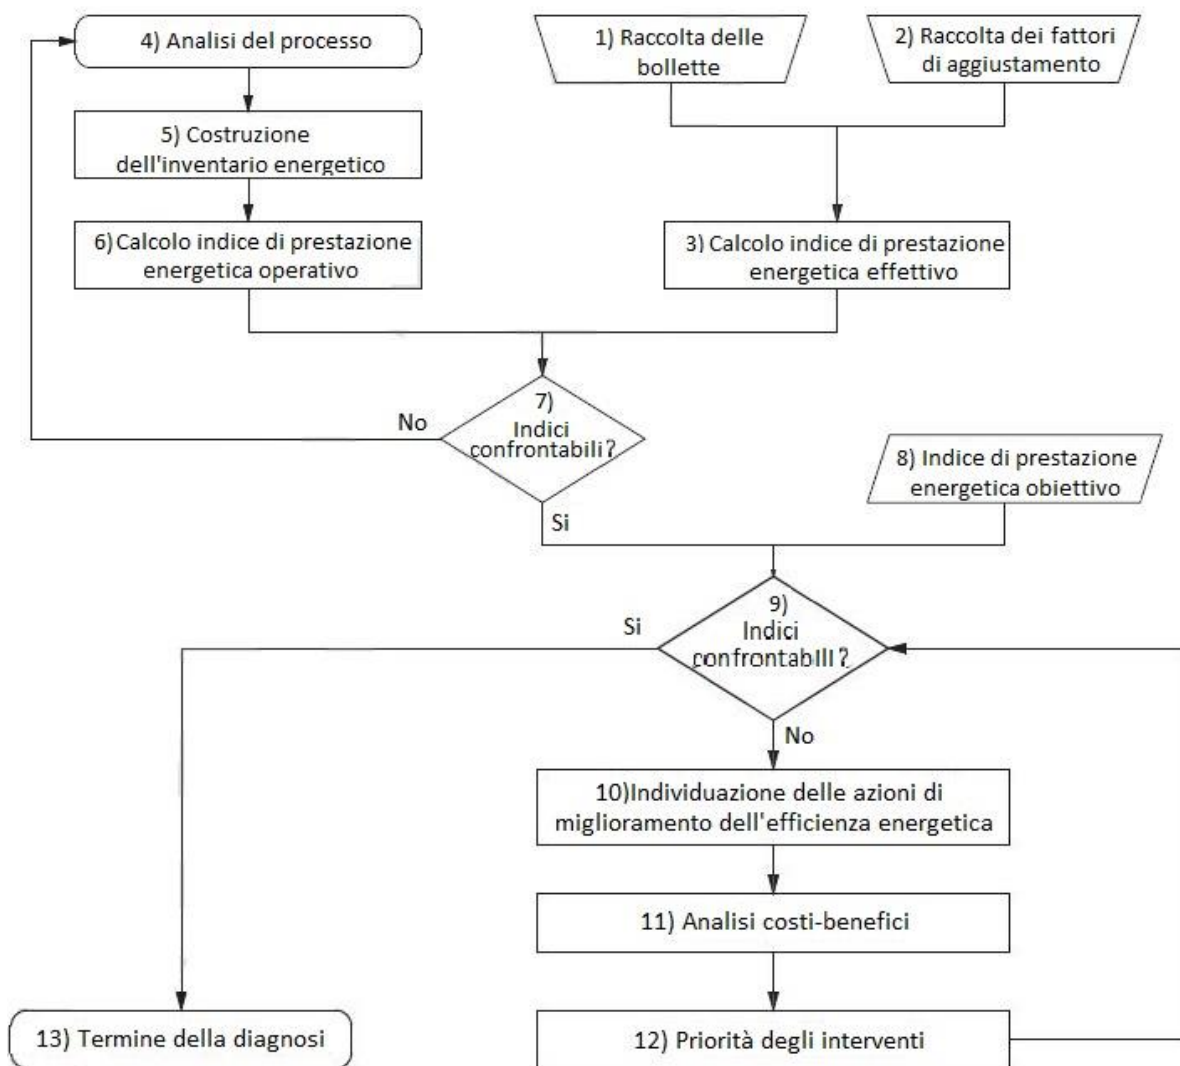 4) Analisi del processo
1) Raccolta delle
bollette
2) Raccolta dei fattori
di aggiustamento
5) Costruzione
dell'inventario energetico
6) Calcolo indice di prestazione
energetica operativo
3) Calcolo indice di prestazione
energetica effettivo
7)
Indici
confrontabili?
No
Si
8) Indice di prestazione
energetica obiettivo
9)
Indici
confrontabili?
Si
No
10)Individuazione delle azioni di
miglioramento dell'efficienza energetica
11) Analisi costi-benefici
13) Termine della diagnosi
12) Priorità degli interventi